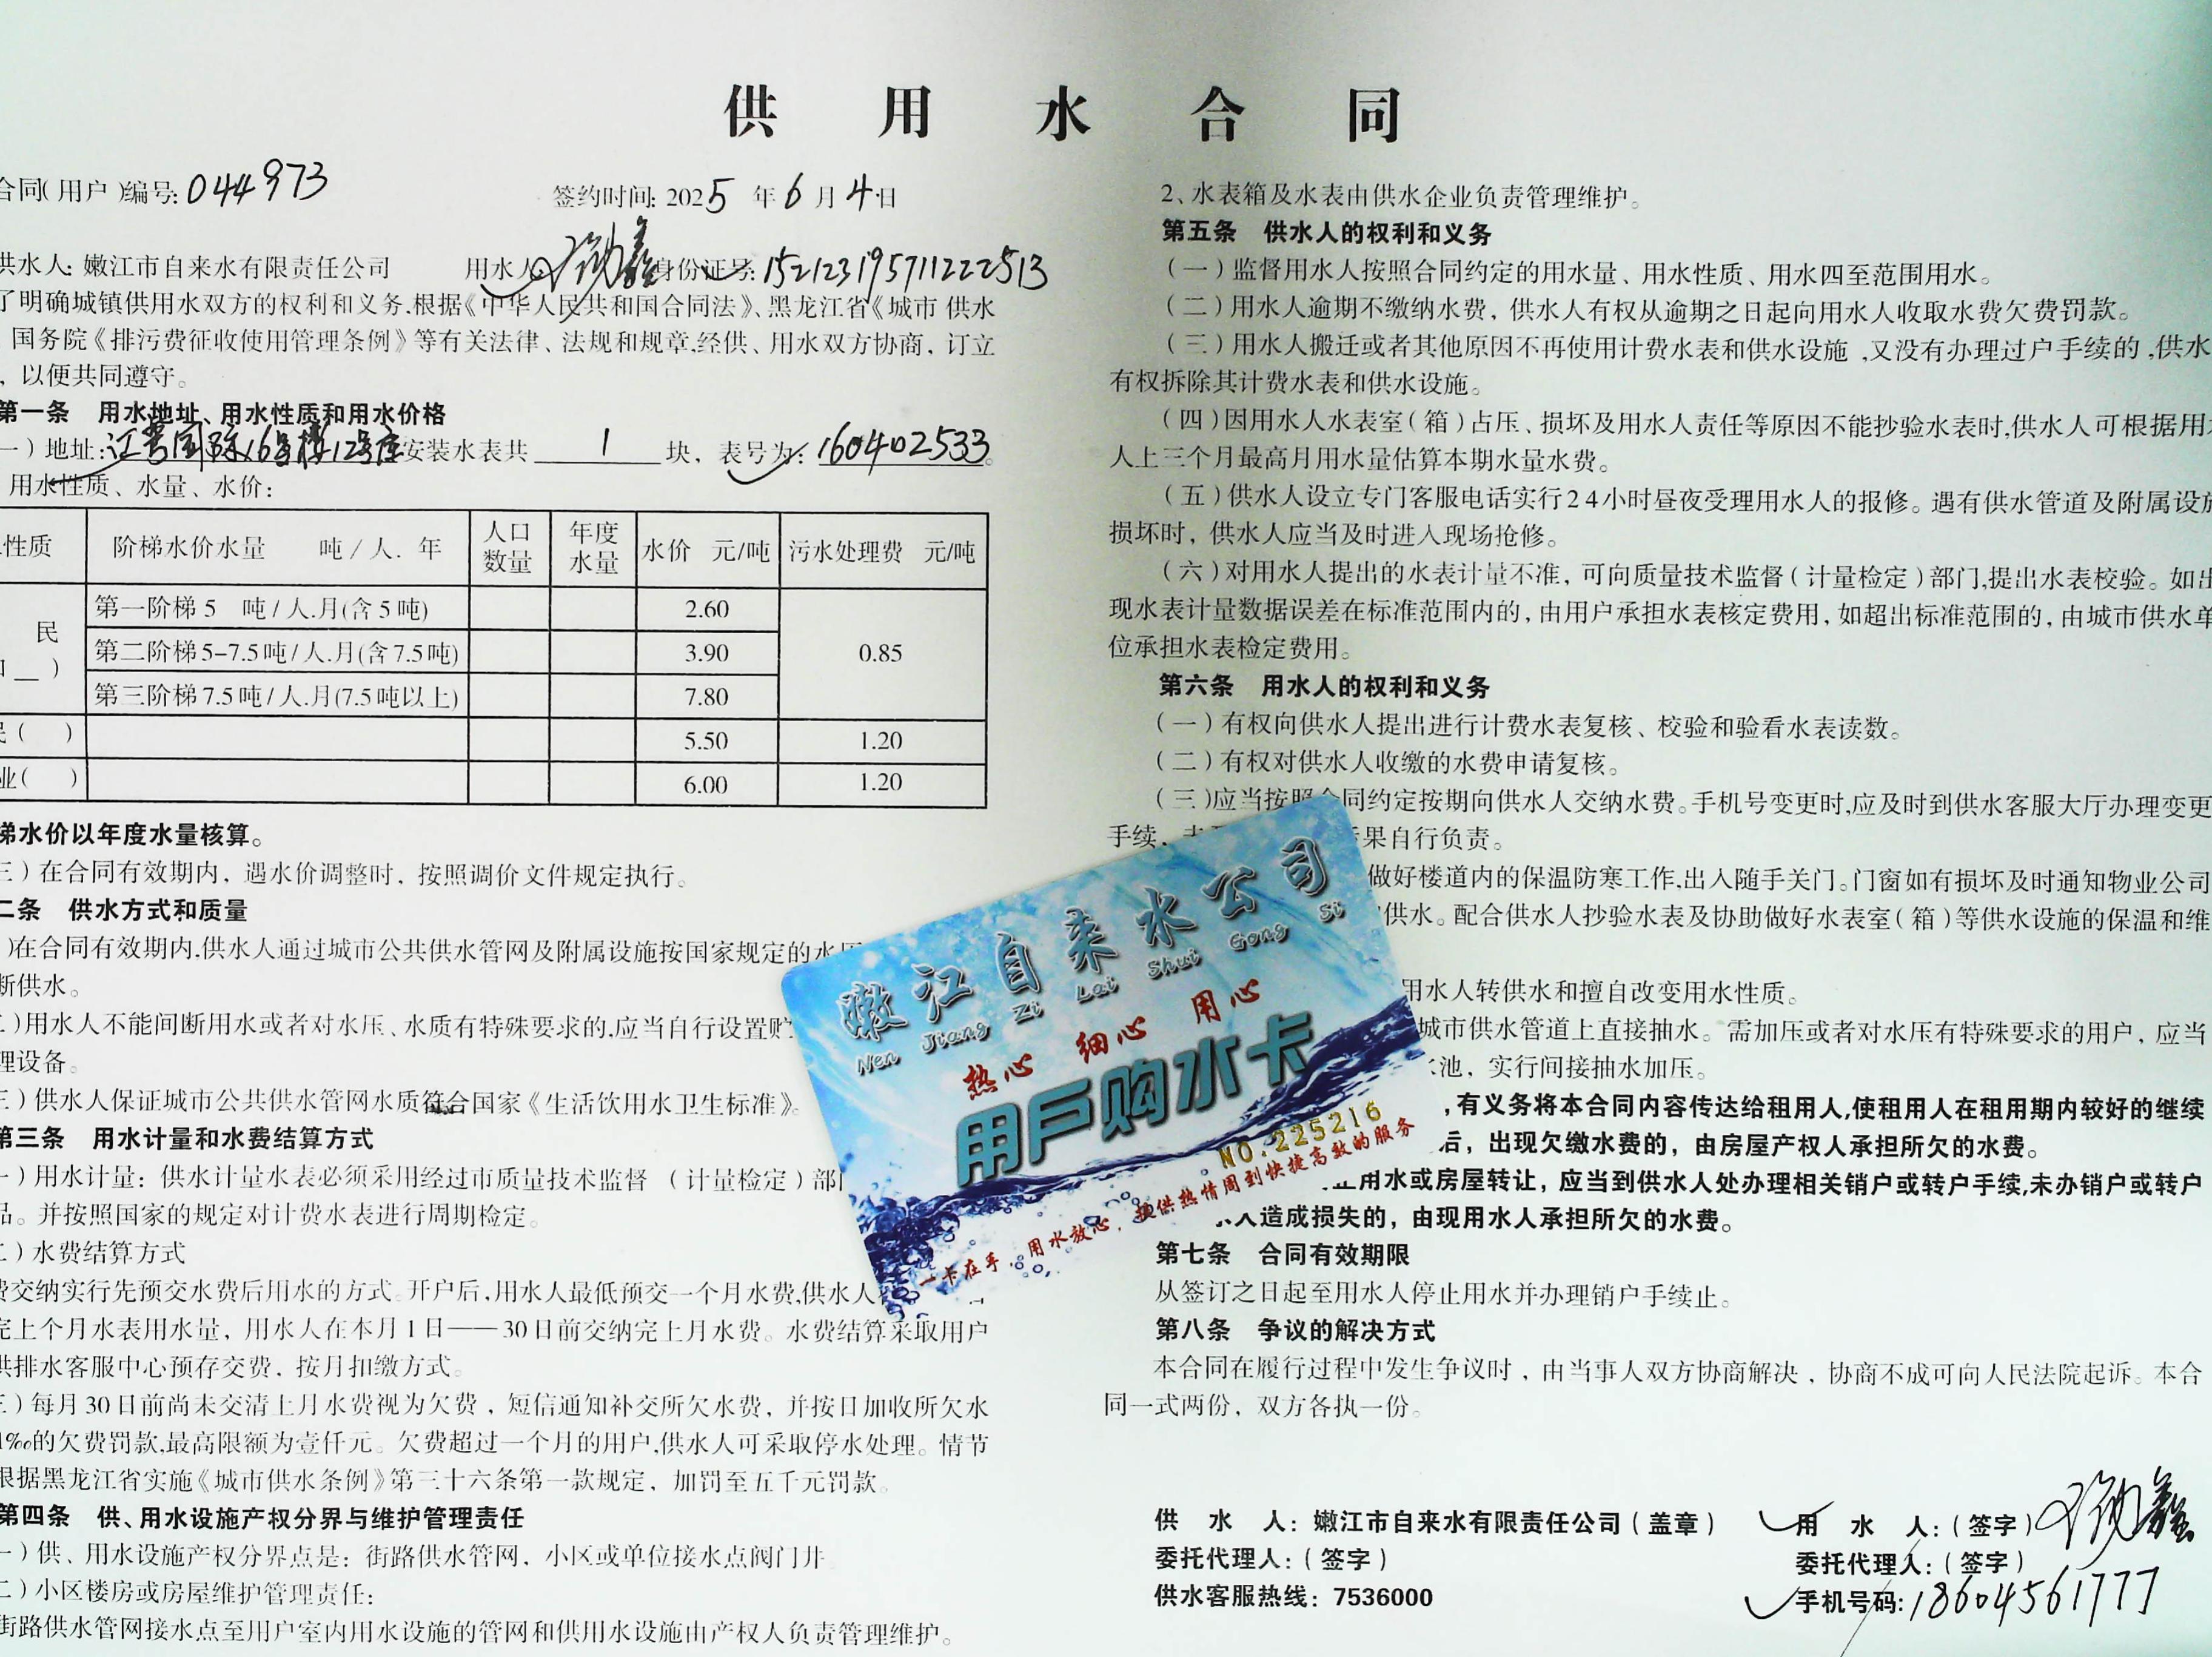 供用水合同
合同(用户)编号: 044973
签约时间: 2025年6月4日
供水人: 嫩江市自来水有限责任公司 用水人: 身份证号: 152123195711222513
了明确城镇供用水双方的权利和义务,根据《中华人民共和国合同法》、黑龙江省《城市 供水
国务院《排污费征收使用管理条例》等有关法律、法规和规章,经供、用水双方协商，订立
，以便共同遵守。
第一条 用水地址、用水性质和用水价格
一）地址: 国际16号楼12号 安装水表共 1 块，表号为: 160402533。
用水性质、水量、水价:
性质 阶梯水价水量 吨/人.年 人口数量 年度水量 水价 元/吨 污水处理费 元/吨
民 第一阶梯5 吨/人.月(含5吨) 2.60
第二阶梯5-7.5吨/人.月(含7.5吨) 3.90 0.85
第三阶梯7.5吨/人.月(7.5吨以上) 7.80
( ) 5.50 1.20
业( ) 6.00 1.20
梯水价以年度水量核算。
三）在合同有效期内，遇水价调整时，按照调价文件规定执行。
二条 供水方式和质量
)在合同有效期内,供水人通过城市公共供水管网及附属设施按国家规定的水
断供水。
)用水人不能间断用水或者对水压、水质有特殊要求的,应当自行设置贮
理设备。
三）供水人保证城市公共供水管网水质符合国家《生活饮用水卫生标准》。
第三条 用水计量和水费结算方式
一）用水计量：供水计量水表必须采用经过市质量技术监督（计量检定）部
品。并按照国家的规定对计费水表进行周期检定。
）水费结算方式
费交纳实行先预交水费后用水的方式。开户后,用水人最低预交一个月水费,供水人
完上个月水表用水量，用水人在本月1日——30日前交纳完上月水费。水费结算采取用户
供排水客服中心预存交费，按月扣缴方式。
三）每月30日前尚未交清上月水费视为欠费，短信通知补交所欠水费，并按日加收所欠水
1‰的欠费罚款,最高限额为壹仟元。欠费超过一个月的用户,供水人可采取停水处理。情节
根据黑龙江省实施《城市供水条例》第三十六条第一款规定，加罚至五千元罚款。
第四条 供、用水设施产权分界与维护管理责任
一）供、用水设施产权分界点是：街路供水管网，小区或单位接水点阀门井
二）小区楼房或房屋维护管理责任：
街路供水管网接水点至用户室内用水设施的管网和供用水设施由产权人负责管理维护。
2、水表箱及水表由供水企业负责管理维护。
第五条 供水人的权利和义务
（一）监督用水人按照合同约定的用水量、用水性质、用水四至范围用水。
（二）用水人逾期不缴纳水费，供水人有权从逾期之日起向用水人收取水费欠费罚款。
（三）用水人搬迁或者其他原因不再使用计费水表和供水设施,又没有办理过户手续的,供水
有权拆除其计费水表和供水设施。
（四）因用水人水表室（箱）占压、损坏及用水人责任等原因不能抄验水表时,供水人可根据用水
人上三个月最高月用水量估算本期水量水费。
（五）供水人设立专门客服电话实行24小时昼夜受理用水人的报修。遇有供水管道及附属设施
损坏时，供水人应当及时进入现场抢修。
（六）对用水人提出的水表计量不准，可向质量技术监督（计量检定）部门,提出水表校验。如出
现水表计量数据误差在标准范围内的，由用户承担水表核定费用，如超出标准范围的，由城市供水单
位承担水表检定费用。
第六条 用水人的权利和义务
（一）有权向供水人提出进行计费水表复核、校验和验看水表读数。
（二）有权对供水人收缴的水费申请复核。
（三）应当按照合同约定按期向供水人交纳水费。手机号变更时,应及时到供水客服大厅办理变更
手续， 果自行负责。
做好楼道内的保温防寒工作,出入随手关门。门窗如有损坏及时通知物业公司
供水。配合供水人抄验水表及协助做好水表室（箱）等供水设施的保温和维
用水人转供水和擅自改变用水性质。
城市供水管道上直接抽水。需加压或者对水压有特殊要求的用户，应当
水池，实行间接抽水加压。
,有义务将本合同内容传达给租用人,使租用人在租用期内较好的继续
后，出现欠缴水费的，由房屋产权人承担所欠的水费。
用水或房屋转让，应当到供水人处办理相关销户或转户手续,未办销户或转户
人造成损失的，由现用水人承担所欠的水费。
第七条 合同有效期限
从签订之日起至用水人停止用水并办理销户手续止。
第八条 争议的解决方式
本合同在履行过程中发生争议时，由当事人双方协商解决，协商不成可向人民法院起诉。本合
同一式两份，双方各执一份。
供水人：嫩江市自来水有限责任公司（盖章）
委托代理人：（签字）
供水客服热线：7536000
用水人：（签字）
委托代理人：（签字）
手机号码: 18604561777
嫩江自来水公司
Nen Jiang Zi Lai Shui Gong Si
热心 细心 用心
用户购水卡
NO.225216
一卡在手，用水放心，提供热情周到快捷高效的服务